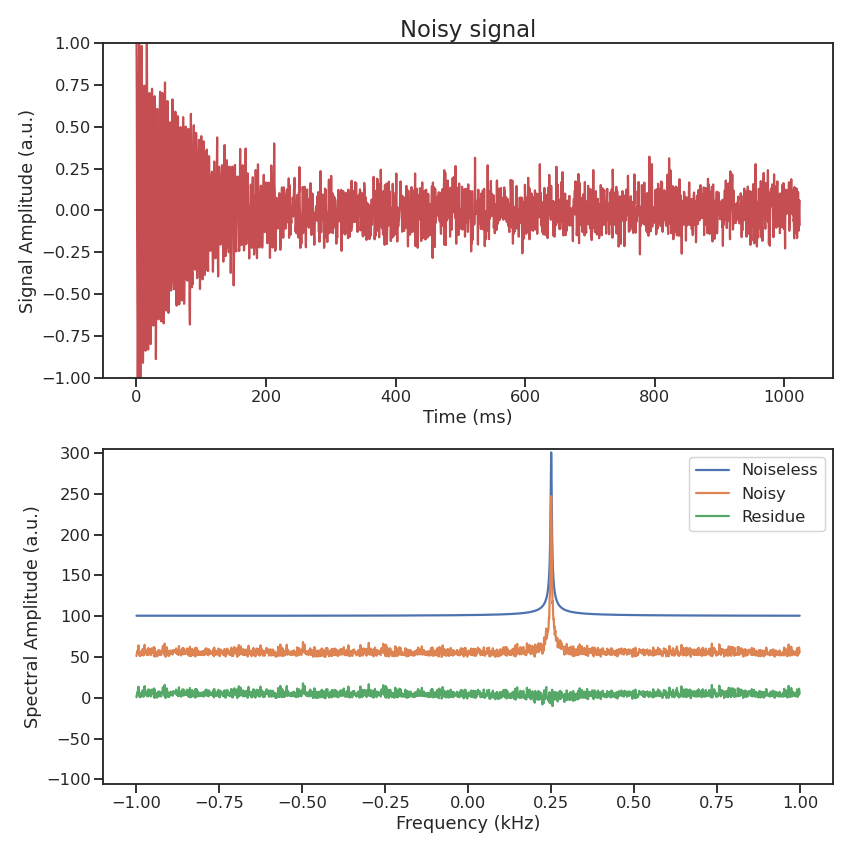 Noisy signal
1.00
0.75
0.50
0.25
0.00
−0.25
−0.50
−0.75
−1.00
Signal Amplitude (a.u.)
0 200 400 600 800 1000
Time (ms)
300
250
200
150
100
50
0
−50
−100
Spectral Amplitude (a.u.)
Noiseless
Noisy
Residue
−1.00 −0.75 −0.50 −0.25 0.00 0.25 0.50 0.75 1.00
Frequency (kHz)